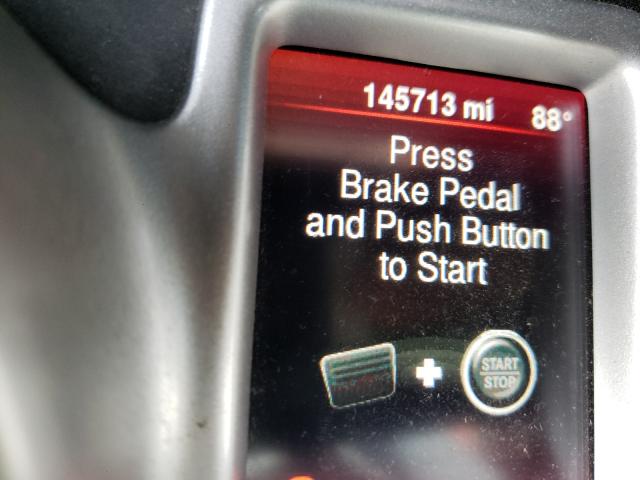 145713 mi 88°
Press
Brake Pedal
and Push Button
to Start
START
STOP